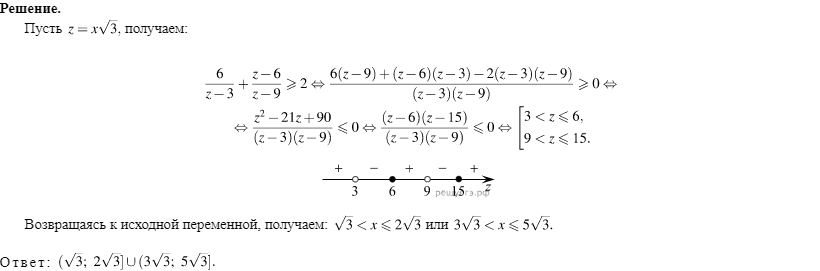 Решение.
Пусть z = x√3, получаем:
6/(z − 3) + (z − 6)/(z − 9) ⩾ 2 ⇔ (6(z − 9) + (z − 6)(z − 3) − 2(z − 3)(z − 9))/((z − 3)(z − 9)) ⩾ 0 ⇔
⇔ (z² − 21z + 90)/((z − 3)(z − 9)) ⩽ 0 ⇔ ((z − 6)(z − 15))/((z − 3)(z − 9)) ⩽ 0 ⇔ [ 3 < z ⩽ 6, 9 < z ⩽ 15.
+ − + − +
3 6 9 15 z
Возвращаясь к исходной переменной, получаем: √3 < x ⩽ 2√3 или 3√3 < x ⩽ 5√3.
Ответ: (√3; 2√3] ∪ (3√3; 5√3].